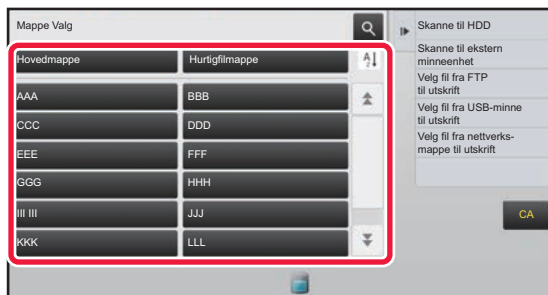 Mappe Valg
Hovedmappe
Hurtigfilmappe
A
Z
AAA
BBB
CCC
DDD
EEE
FFF
GGG
HHH
III III
JJJ
KKK
LLL
Skanne til HDD
Skanne til ekstern
minneenhet
Velg fil fra FTP
til utskrift
Velg fil fra USB-minne
til utskrift
Velg fil fra nettverks-
mappe til utskrift
CA